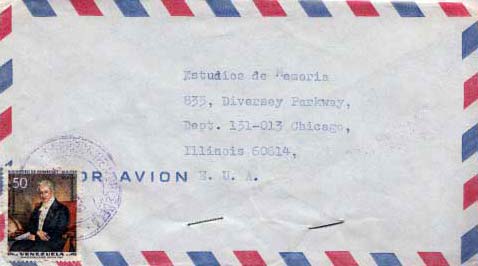 Estudios de Memoria
835, Diversey Parkway,
Dept. 131-013 Chicago,
Illinois 60614,
POR AVION E. U. A.
50
VENEZUELA